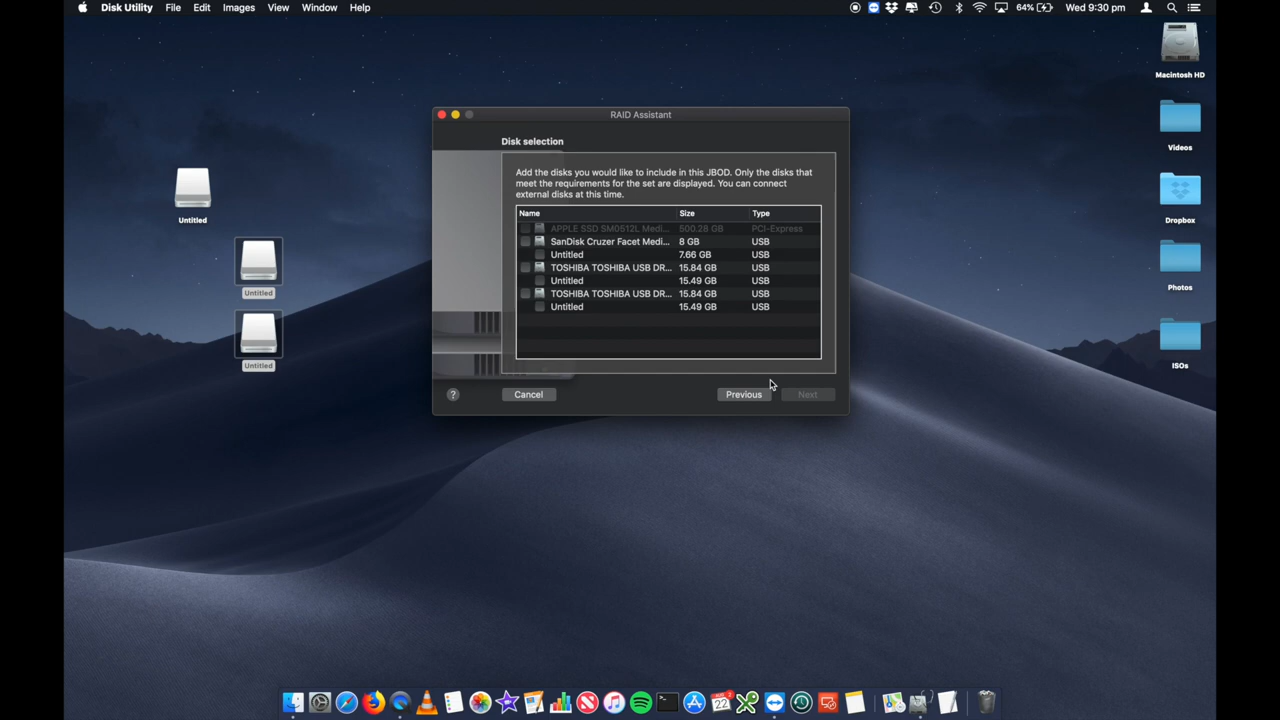 Disk Utility File Edit Images View Window Help 64% Wed 9:30 pm
Macintosh HD
Videos
Dropbox
Photos
ISOs
Untitled
Untitled
Untitled
RAID Assistant
Disk selection
Add the disks you would like to include in this JBOD. Only the disks that
meet the requirements for the set are displayed. You can connect
external disks at this time.
Name Size Type
APPLE SSD SM0512L Medi... 500.28 GB PCI-Express
SanDisk Cruzer Facet Medi... 8 GB USB
Untitled 7.66 GB USB
TOSHIBA TOSHIBA USB DR... 15.84 GB USB
Untitled 15.49 GB USB
TOSHIBA TOSHIBA USB DR... 15.84 GB USB
Untitled 15.49 GB USB
? Cancel Previous Next